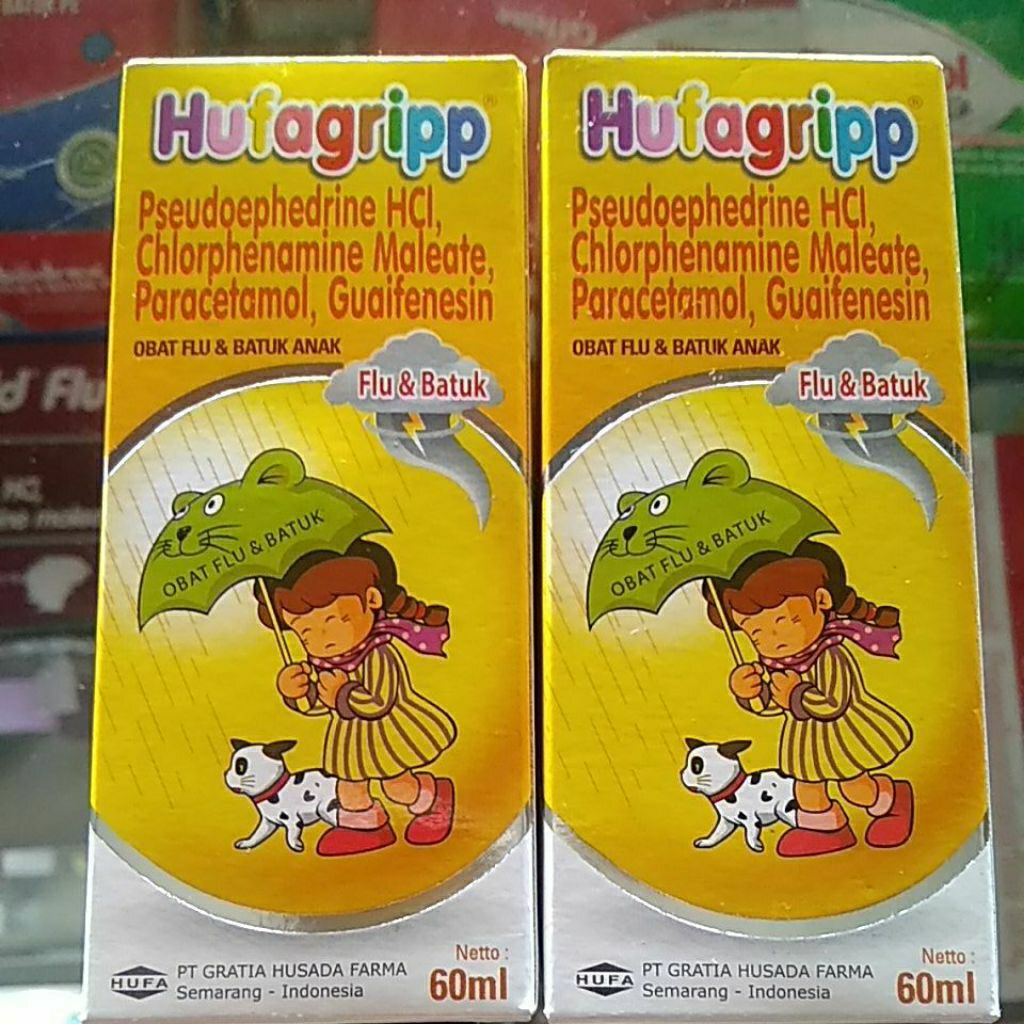 Hufagripp®
Pseudoephedrine HCl,
Chlorphenamine Maleate,
Paracetamol, Guaifenesin
OBAT FLU & BATUK ANAK
Flu & Batuk
OBAT FLU & BATUK
HUFA
PT GRATIA HUSADA FARMA
Semarang - Indonesia
Netto :
60ml
Hufagripp®
Pseudoephedrine HCl,
Chlorphenamine Maleate,
Paracetamol, Guaifenesin
OBAT FLU & BATUK ANAK
Flu & Batuk
OBAT FLU & BATUK
HUFA
PT GRATIA HUSADA FARMA
Semarang - Indonesia
Netto :
60ml
Flu